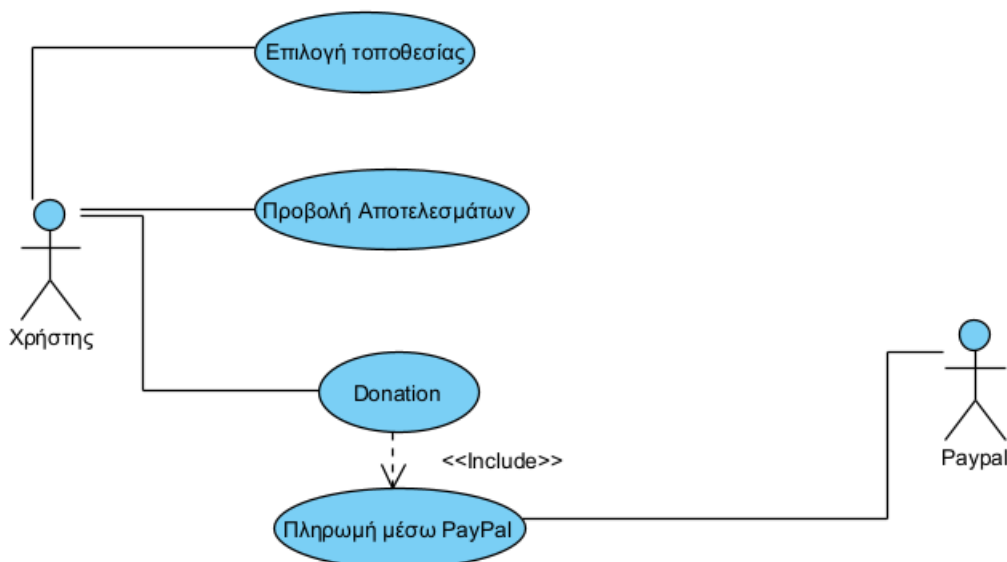 Επιλογή τοποθεσίας
Προβολή Αποτελεσμάτων
Χρήστης
Donation
<<Include>>
Paypal
Πληρωμή μέσω PayPal